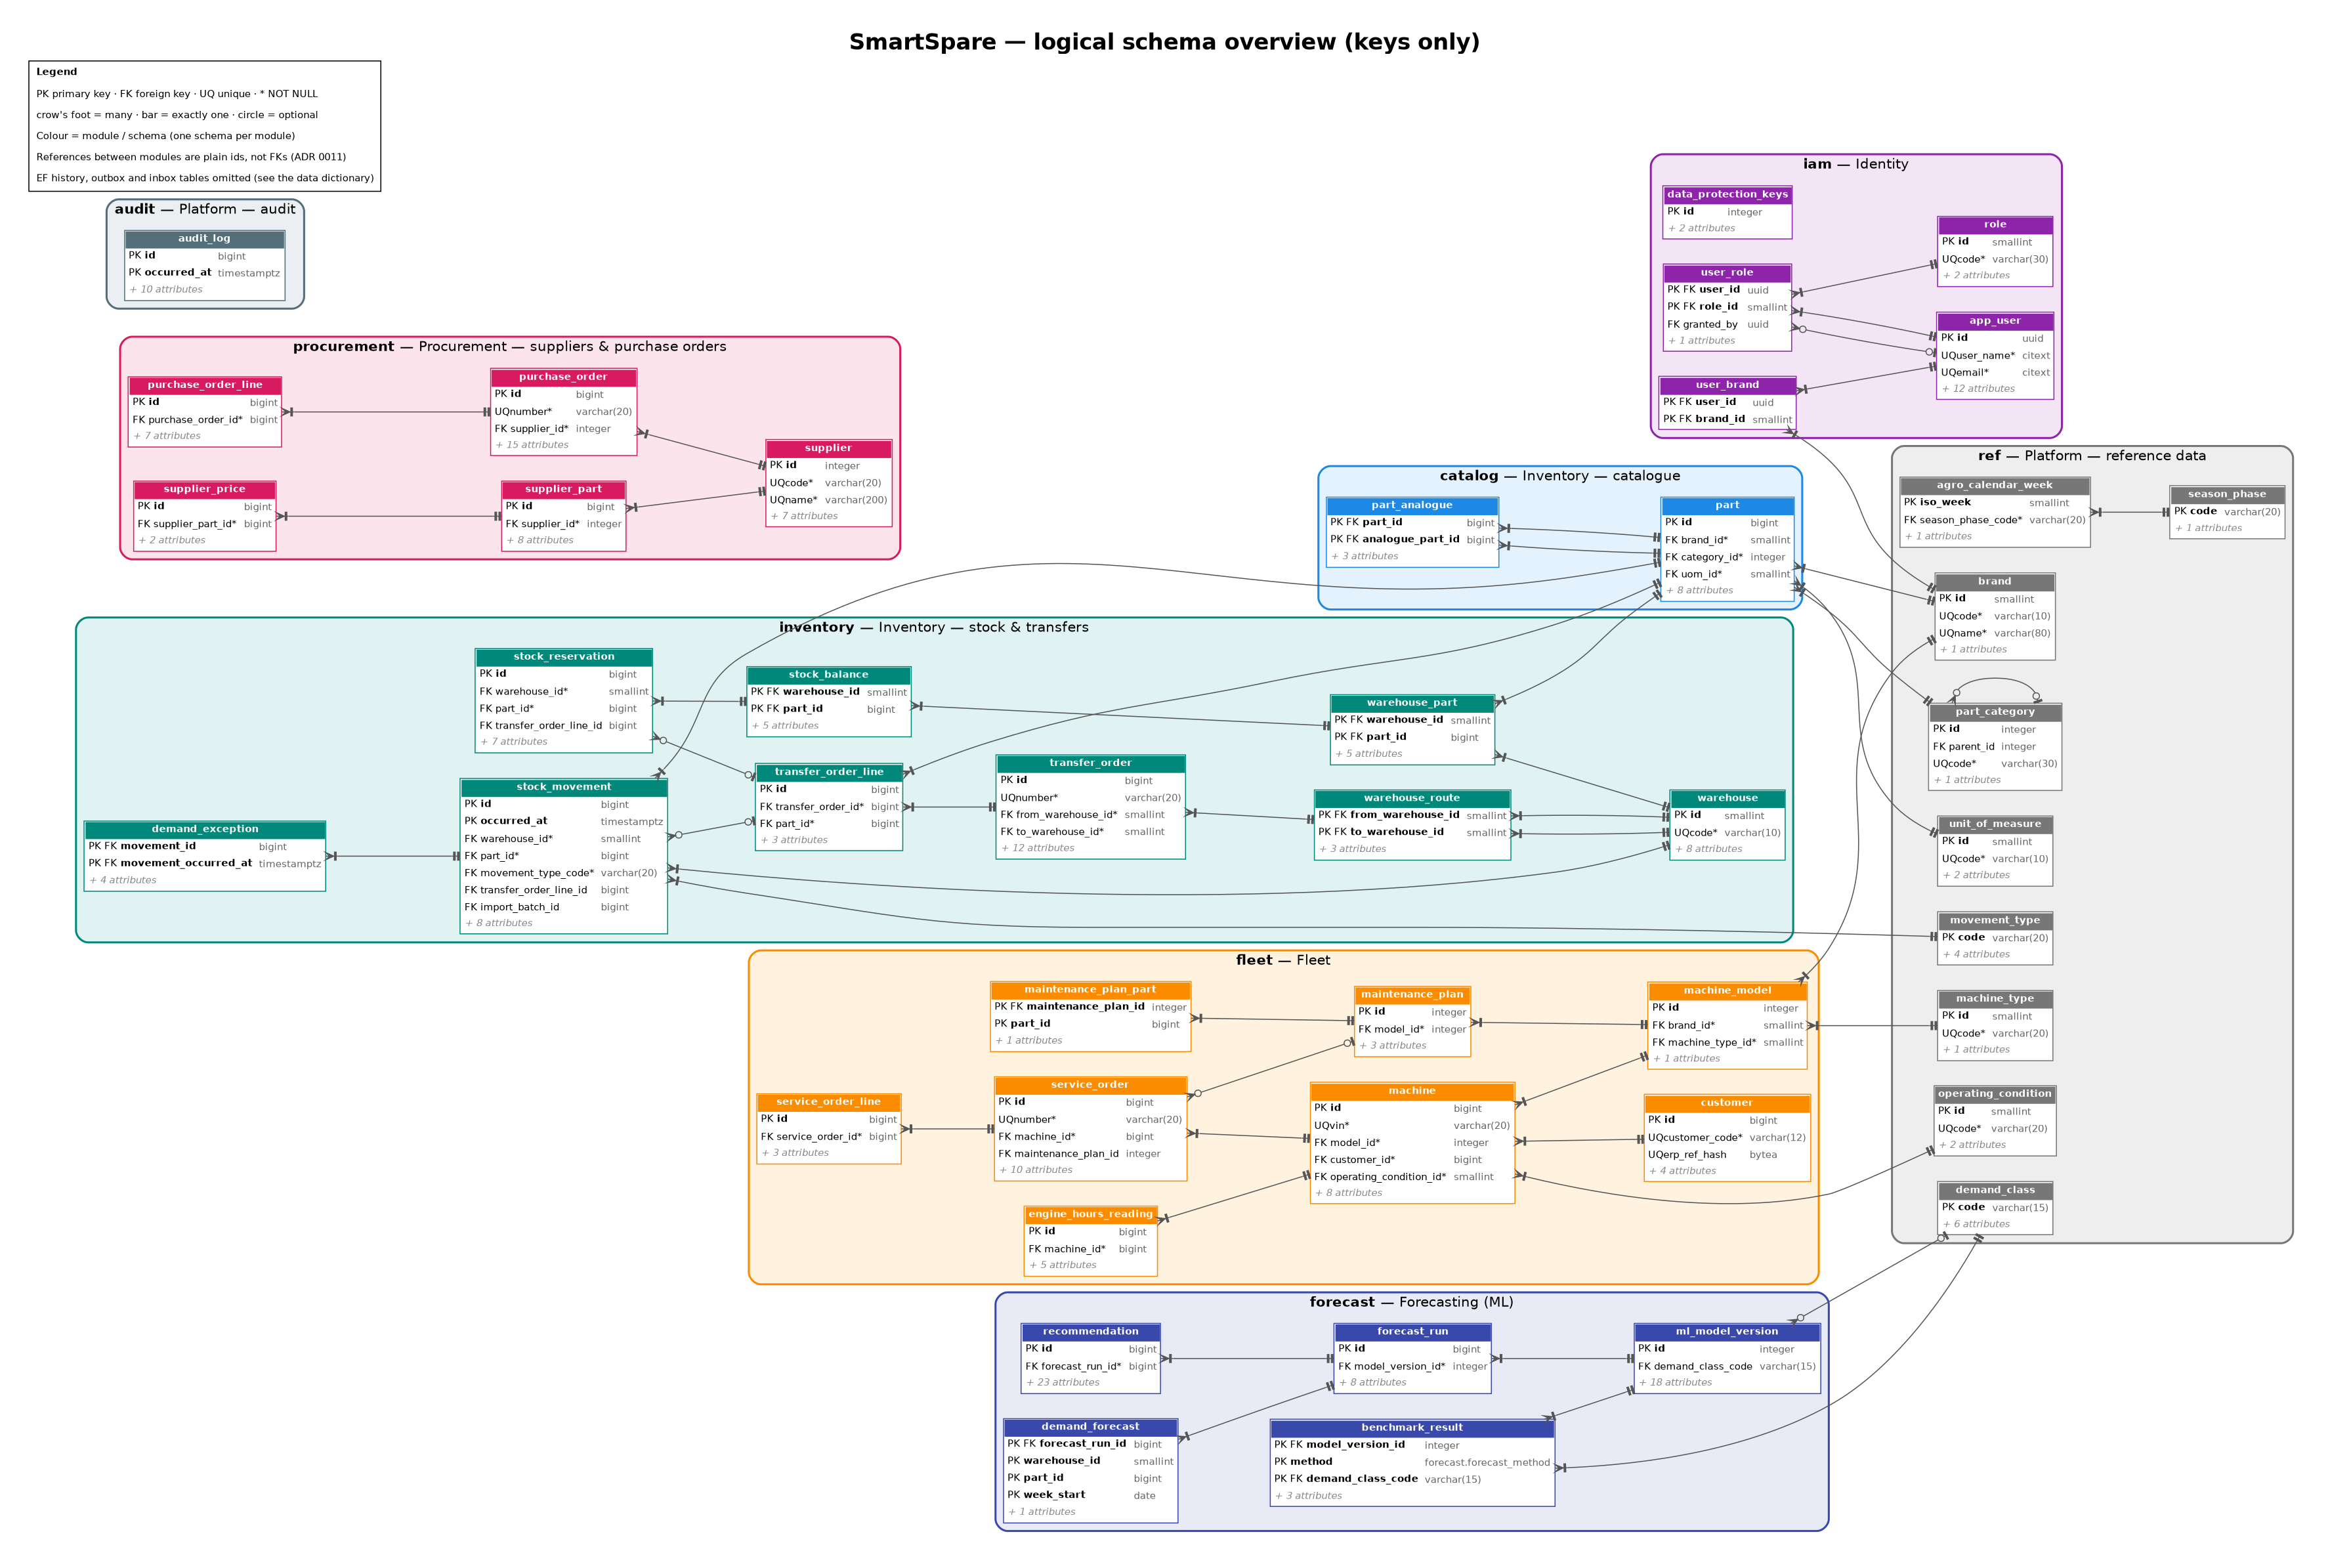 SmartSpare — logical schema overview (keys only)
Legend
PK primary key · FK foreign key · UQ unique · * NOT NULL
crow's foot = many · bar = exactly one · circle = optional
Colour = module / schema (one schema per module)
References between modules are plain ids, not FKs (ADR 0011)
EF history, outbox and inbox tables omitted (see the data dictionary)
audit — Platform — audit
audit_log
PK id bigint
PK occurred_at timestamptz
+ 10 attributes
procurement — Procurement — suppliers & purchase orders
purchase_order_line
PK id bigint
FK purchase_order_id* bigint
+ 7 attributes
purchase_order
PK id bigint
UQnumber* varchar(20)
FK supplier_id* integer
+ 15 attributes
supplier
PK id integer
UQcode* varchar(20)
UQname* varchar(200)
+ 7 attributes
supplier_price
PK id bigint
FK supplier_part_id* bigint
+ 2 attributes
supplier_part
PK id bigint
FK supplier_id* integer
+ 8 attributes
iam — Identity
data_protection_keys
PK id integer
+ 2 attributes
role
PK id smallint
UQcode* varchar(30)
+ 2 attributes
user_role
PK FK user_id uuid
PK FK role_id smallint
FK granted_by uuid
+ 1 attributes
app_user
PK id uuid
UQuser_name* citext
UQemail* citext
+ 12 attributes
user_brand
PK FK user_id uuid
PK FK brand_id smallint
catalog — Inventory — catalogue
part_analogue
PK FK part_id bigint
PK FK analogue_part_id bigint
+ 3 attributes
part
PK id bigint
FK brand_id* smallint
FK category_id* integer
FK uom_id* smallint
+ 8 attributes
ref — Platform — reference data
agro_calendar_week
PK iso_week smallint
FK season_phase_code* varchar(20)
+ 1 attributes
season_phase
PK code varchar(20)
+ 1 attributes
brand
PK id smallint
UQcode* varchar(10)
UQname* varchar(80)
+ 1 attributes
part_category
PK id integer
FK parent_id integer
UQcode* varchar(30)
+ 1 attributes
unit_of_measure
PK id smallint
UQcode* varchar(10)
+ 2 attributes
movement_type
PK code varchar(20)
+ 4 attributes
machine_type
PK id smallint
UQcode* varchar(20)
+ 1 attributes
operating_condition
PK id smallint
UQcode* varchar(20)
+ 2 attributes
demand_class
PK code varchar(15)
+ 6 attributes
inventory — Inventory — stock & transfers
stock_reservation
PK id bigint
FK warehouse_id* smallint
FK part_id* bigint
FK transfer_order_line_id bigint
+ 7 attributes
stock_balance
PK FK warehouse_id smallint
PK FK part_id bigint
+ 5 attributes
warehouse_part
PK FK warehouse_id smallint
PK FK part_id bigint
+ 5 attributes
demand_exception
PK FK movement_id bigint
PK FK movement_occurred_at timestamptz
+ 4 attributes
stock_movement
PK id bigint
PK occurred_at timestamptz
FK warehouse_id* smallint
FK part_id* bigint
FK movement_type_code* varchar(20)
FK transfer_order_line_id bigint
FK import_batch_id bigint
+ 8 attributes
transfer_order_line
PK id bigint
FK transfer_order_id* bigint
FK part_id* bigint
+ 3 attributes
transfer_order
PK id bigint
UQnumber* varchar(20)
FK from_warehouse_id* smallint
FK to_warehouse_id* smallint
+ 12 attributes
warehouse_route
PK FK from_warehouse_id smallint
PK FK to_warehouse_id smallint
+ 3 attributes
warehouse
PK id smallint
UQcode* varchar(10)
+ 8 attributes
fleet — Fleet
maintenance_plan_part
PK FK maintenance_plan_id integer
PK part_id bigint
+ 1 attributes
maintenance_plan
PK id integer
FK model_id* integer
+ 3 attributes
machine_model
PK id integer
FK brand_id* smallint
FK machine_type_id* smallint
+ 1 attributes
service_order_line
PK id bigint
FK service_order_id* bigint
+ 3 attributes
service_order
PK id bigint
UQnumber* varchar(20)
FK machine_id* bigint
FK maintenance_plan_id integer
+ 10 attributes
machine
PK id bigint
UQvin* varchar(20)
FK model_id* integer
FK customer_id* bigint
FK operating_condition_id* smallint
+ 8 attributes
customer
PK id bigint
UQcustomer_code* varchar(12)
UQerp_ref_hash bytea
+ 4 attributes
engine_hours_reading
PK id bigint
FK machine_id* bigint
+ 5 attributes
forecast — Forecasting (ML)
recommendation
PK id bigint
FK forecast_run_id* bigint
+ 23 attributes
forecast_run
PK id bigint
FK model_version_id* integer
+ 8 attributes
ml_model_version
PK id integer
FK demand_class_code varchar(15)
+ 18 attributes
demand_forecast
PK FK forecast_run_id bigint
PK warehouse_id smallint
PK part_id bigint
PK week_start date
+ 1 attributes
benchmark_result
PK FK model_version_id integer
PK method forecast.forecast_method
PK FK demand_class_code varchar(15)
+ 3 attributes